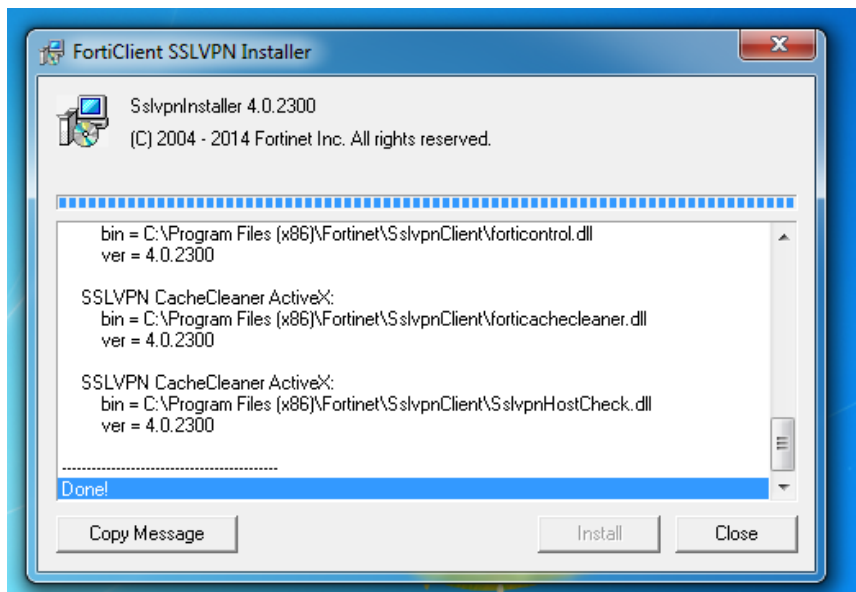 FortiClient SSLVPN Installer
SslvpnInstaller 4.0.2300
(C) 2004 - 2014 Fortinet Inc. All rights reserved.
bin = C:\Program Files (x86)\Fortinet\SslvpnClient\forticontrol.dll
ver = 4.0.2300
SSLVPN CacheCleaner ActiveX:
bin = C:\Program Files (x86)\Fortinet\SslvpnClient\forticachecleaner.dll
ver = 4.0.2300
SSLVPN CacheCleaner ActiveX:
bin = C:\Program Files (x86)\Fortinet\SslvpnClient\SslvpnHostCheck.dll
ver = 4.0.2300
-------------------------------------------
Done!
Copy Message
Install
Close